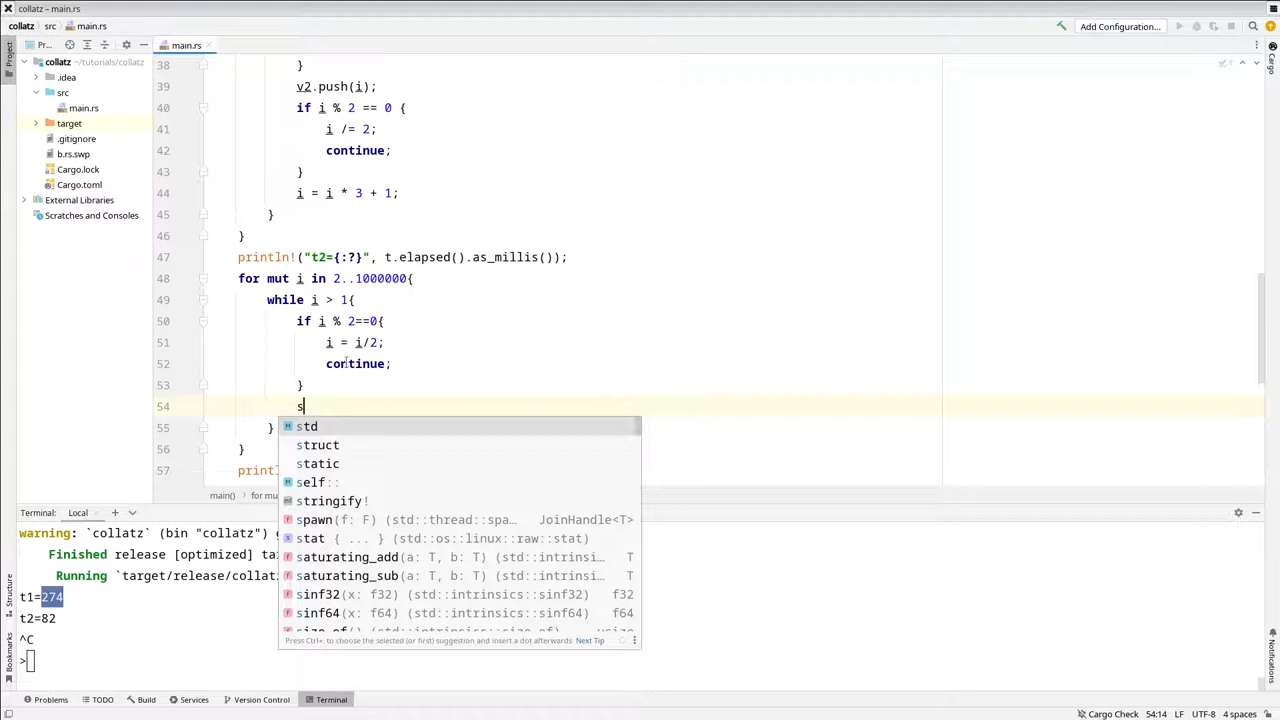 collatz – main.rs
collatz src main.rs Add Configuration...
Project Pr... main.rs Cargo
collatz ~/tutorials/collatz
.idea
src
main.rs
target
.gitignore
b.rs.swp
Cargo.lock
Cargo.toml
External Libraries
Scratches and Consoles
38 }
39 v2.push(i);
40 if i % 2 == 0 {
41 i /= 2;
42 continue;
43 }
44 i = i * 3 + 1;
45 }
46 }
47 println!("t2={:?}", t.elapsed().as_millis());
48 for mut i in 2..1000000{
49 while i > 1{
50 if i % 2==0{
51 i = i/2;
52 continue;
53 }
54 s
55 }
56 }
57 printl
std
struct
static
self::
stringify!
spawn(f: F) (std::thread::spa... JoinHandle<T>
stat { ... } (std::os::linux::raw::stat)
saturating_add(a: T, b: T) (std::intrinsi... T
saturating_sub(a: T, b: T) (std::intrinsi... T
sinf32(x: f32) (std::intrinsics::sinf32) f32
sinf64(x: f64) (std::intrinsics::sinf64) f64
Press Ctrl+. to choose the selected (or first) suggestion and insert a dot afterwards Next Tip
main() for mu
Terminal: Local
warning: `collatz` (bin "collatz") g
Finished release [optimized] ta
Running `target/release/collat
t1=274
t2=82
^C
>
Structure
Bookmarks
Notifications
Problems TODO Build Services Version Control Terminal
Cargo Check 54:14 LF UTF-8 4 spaces